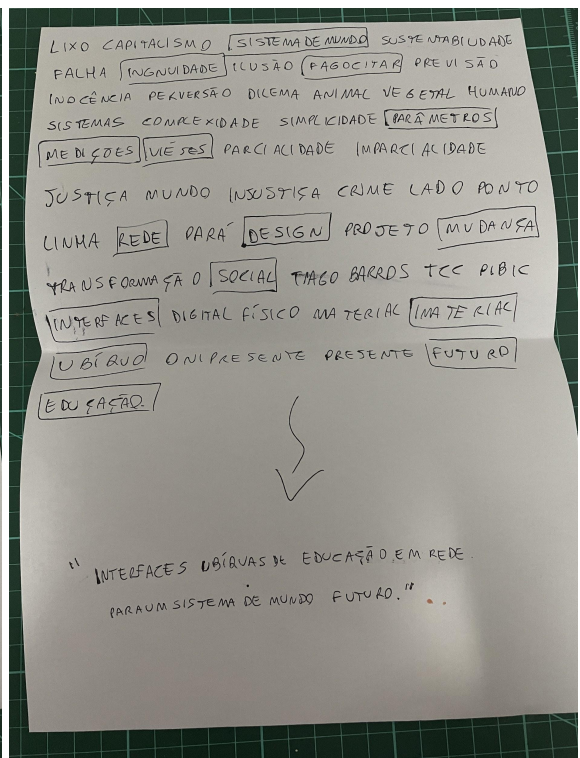 LIXO CAPITALISMO SISTEMA DE MUNDO SUSTENTABILIDADE
FALHA INGNUIDADE ILUSÃO FAGOCITAR PREVISÃO
INOCÊNCIA PERVERSÃO DILEMA ANIMAL VEGETAL HUMANO
SISTEMAS COMPLEXIDADE SIMPLICIDADE PARÂMETROS
MEDIÇÕES VIÉSES PARCIALIDADE IMPARCIALIDADE
JUSTIÇA MUNDO INJUSTIÇA CRIME LADO PONTO
LINHA REDE PARÁ DESIGN PROJETO MUDANÇA
TRANSFORMAÇÃO SOCIAL TIAGO BARROS TCC PIBIC
INTERFACES DIGITAL FÍSICO MATERIAL IMATERIAL
UBÍQUO ONIPRESENTE PRESENTE FUTURO
EDUCAÇÃO.
"INTERFACES UBÍQUAS DE EDUCAÇÃO EM REDE
PARA UM SISTEMA DE MUNDO FUTURO."